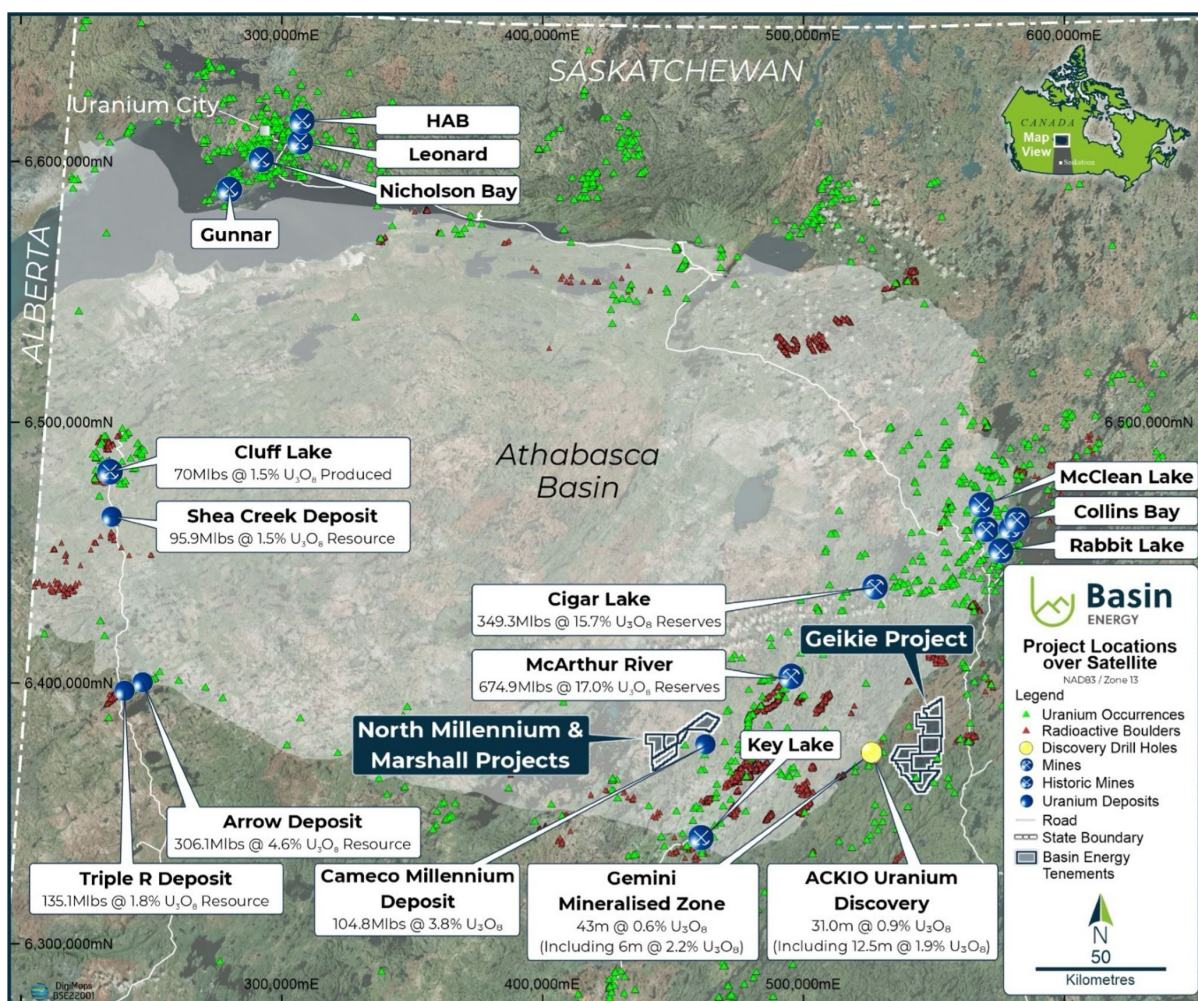 300,000mE
400,000mE
500,000mE
600,000mE
SASKATCHEWAN
Uranium City
CANADA
Map
View
Saskatoon
HAB
Leonard
Nicholson Bay
Gunnar
6,600,000mN
ALBERTA
6,500,000mN
6,500,000mN
Athabasca
Basin
Cluff Lake
70Mlbs @ 1.5% U₃O₈ Produced
Shea Creek Deposit
95.9Mlbs @ 1.5% U₃O₈ Resource
McClean Lake
Collins Bay
Rabbit Lake
Cigar Lake
349.3Mlbs @ 15.7% U₃O₈ Reserves
McArthur River
674.9Mlbs @ 17.0% U₃O₈ Reserves
Geikie Project
6,400,000mN
North Millennium &
Marshall Projects
Key Lake
Arrow Deposit
306.1Mlbs @ 4.6% U₃O₈ Resource
Triple R Deposit
135.1Mlbs @ 1.8% U₃O₈ Resource
Cameco Millennium
Deposit
104.8Mlbs @ 3.8% U₃O₈
Gemini
Mineralised Zone
43m @ 0.6% U₃O₈
(Including 6m @ 2.2% U₃O₈)
ACKIO Uranium
Discovery
31.0m @ 0.9% U₃O₈
(Including 12.5m @ 1.9% U₃O₈)
Basin
ENERGY
Project Locations
over Satellite
NAD83 / Zone 13
Legend
Uranium Occurrences
Radioactive Boulders
Discovery Drill Holes
Mines
Historic Mines
Uranium Deposits
Road
State Boundary
Basin Energy
Tenements
N
50
Kilometres
6,300,000mN
DigiMaps
BSE22001
300,000mE
400,000mE
500,000mE